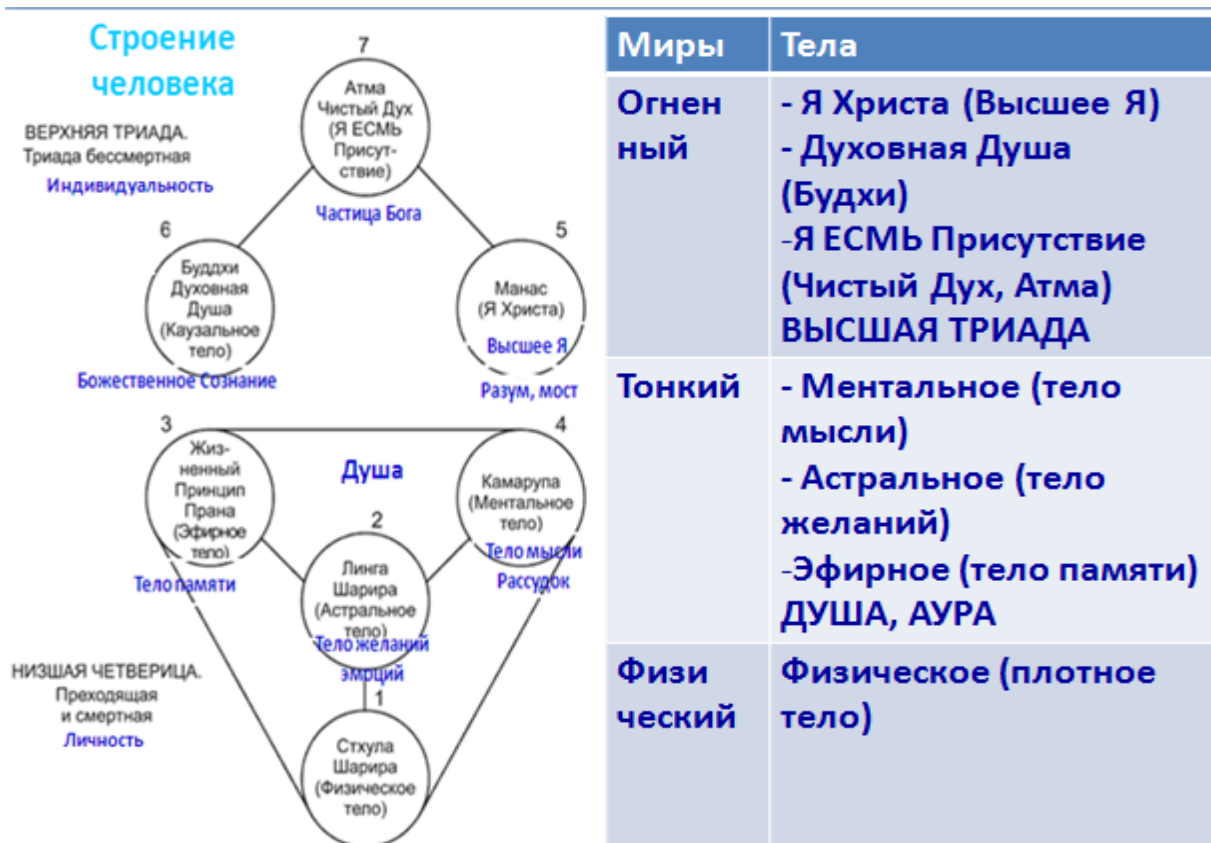 Строение
человека
7
Атма
Чистый Дух
(Я ЕСМЬ
Присут-
ствие)
ВЕРХНЯЯ ТРИАДА.
Триада бессмертная
Индивидуальность
Частица Бога
6
Буддхи
Духовная
Душа
(Каузальное
тело)
Божественное Сознание
5
Манас
(Я Христа)
Высшее Я
Разум, мост
3
Жиз-
ненный
Принцип
Прана
(Эфирное
тело)
Тело памяти
Душа
4
Камарупа
(Ментальное
тело)
Тело мысли
Рассудок
2
Линга
Шарира
(Астральное
тело)
Тело желаний
эмрций
НИЗШАЯ ЧЕТВЕРИЦА.
Преходящая
и смертная
Личность
1
Стхула
Шарира
(Физическое
тело)
Миры
Тела
Огнен
ный
- Я Христа (Высшее Я)
- Духовная Душа
(Будхи)
-Я ЕСМЬ Присутствие
(Чистый Дух, Атма)
ВЫСШАЯ ТРИАДА
Тонкий
- Ментальное (тело
мысли)
- Астральное (тело
желаний)
-Эфирное (тело памяти)
ДУША, АУРА
Физи
ческий
Физическое (плотное
тело)